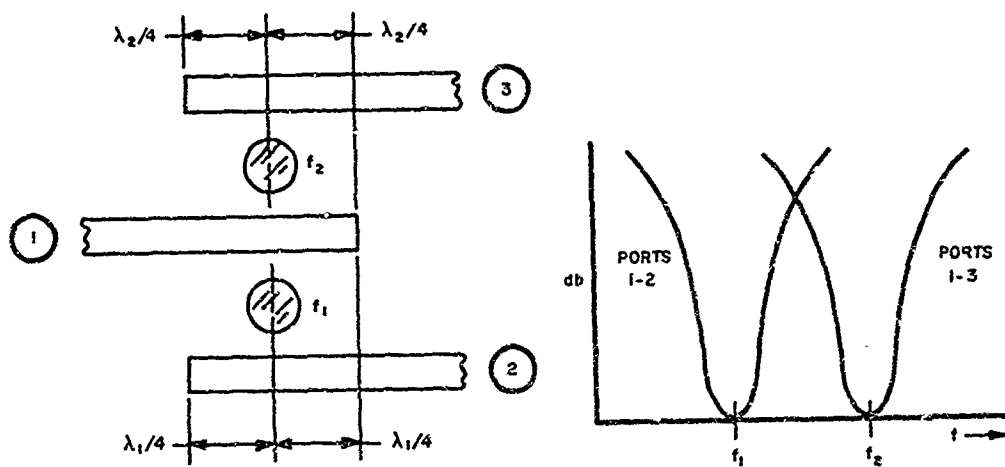 λ₂/4
λ₂/4
3
f₂
1
f₁
2
λ₁/4
λ₁/4
db
PORTS
1-2
PORTS
1-3
f₁
f₂
f